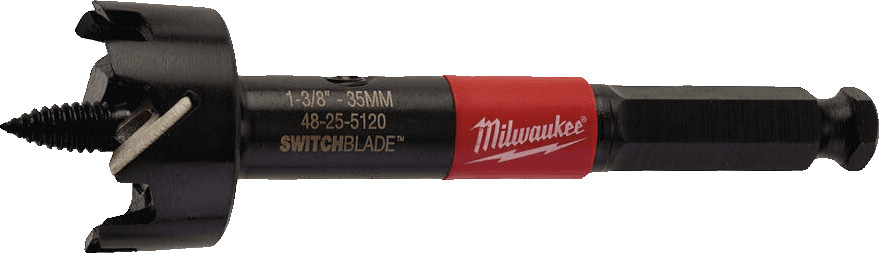 1-3/8" - 35MM
48-25-5120
SWITCHBLADE™
Milwaukee®